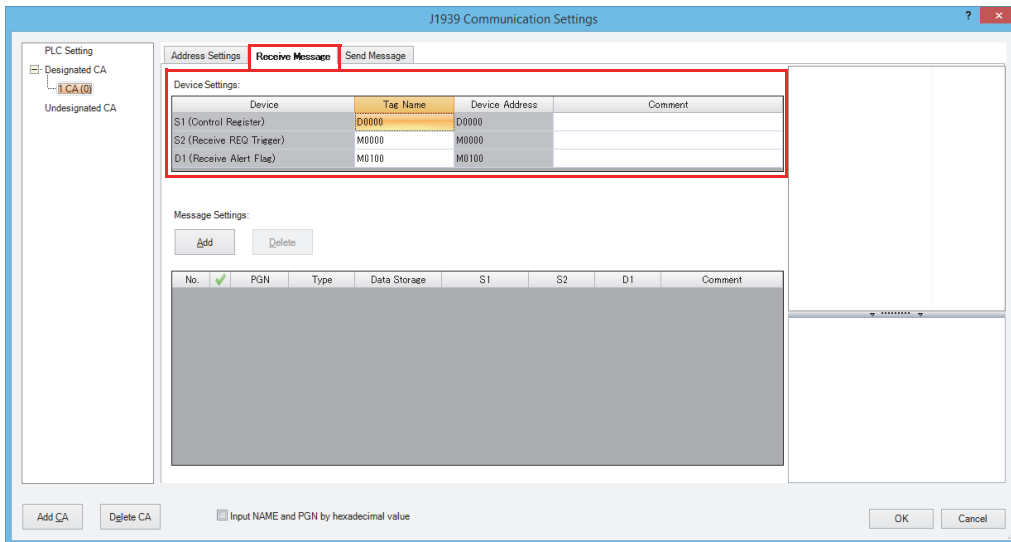 J1939 Communication Settings
?
PLC Setting
Designated CA
1 CA (0)
Undesignated CA
Address Settings Receive Message Send Message
Device Settings:
Device Tag Name Device Address Comment
S1 (Control Register) D0000 D0000
S2 (Receive REQ Trigger) M0000 M0000
D1 (Receive Alert Flag) M0100 M0100
Message Settings:
Add Delete
No. PGN Type Data Storage S1 S2 D1 Comment
Add CA Delete CA Input NAME and PGN by hexadecimal value OK Cancel